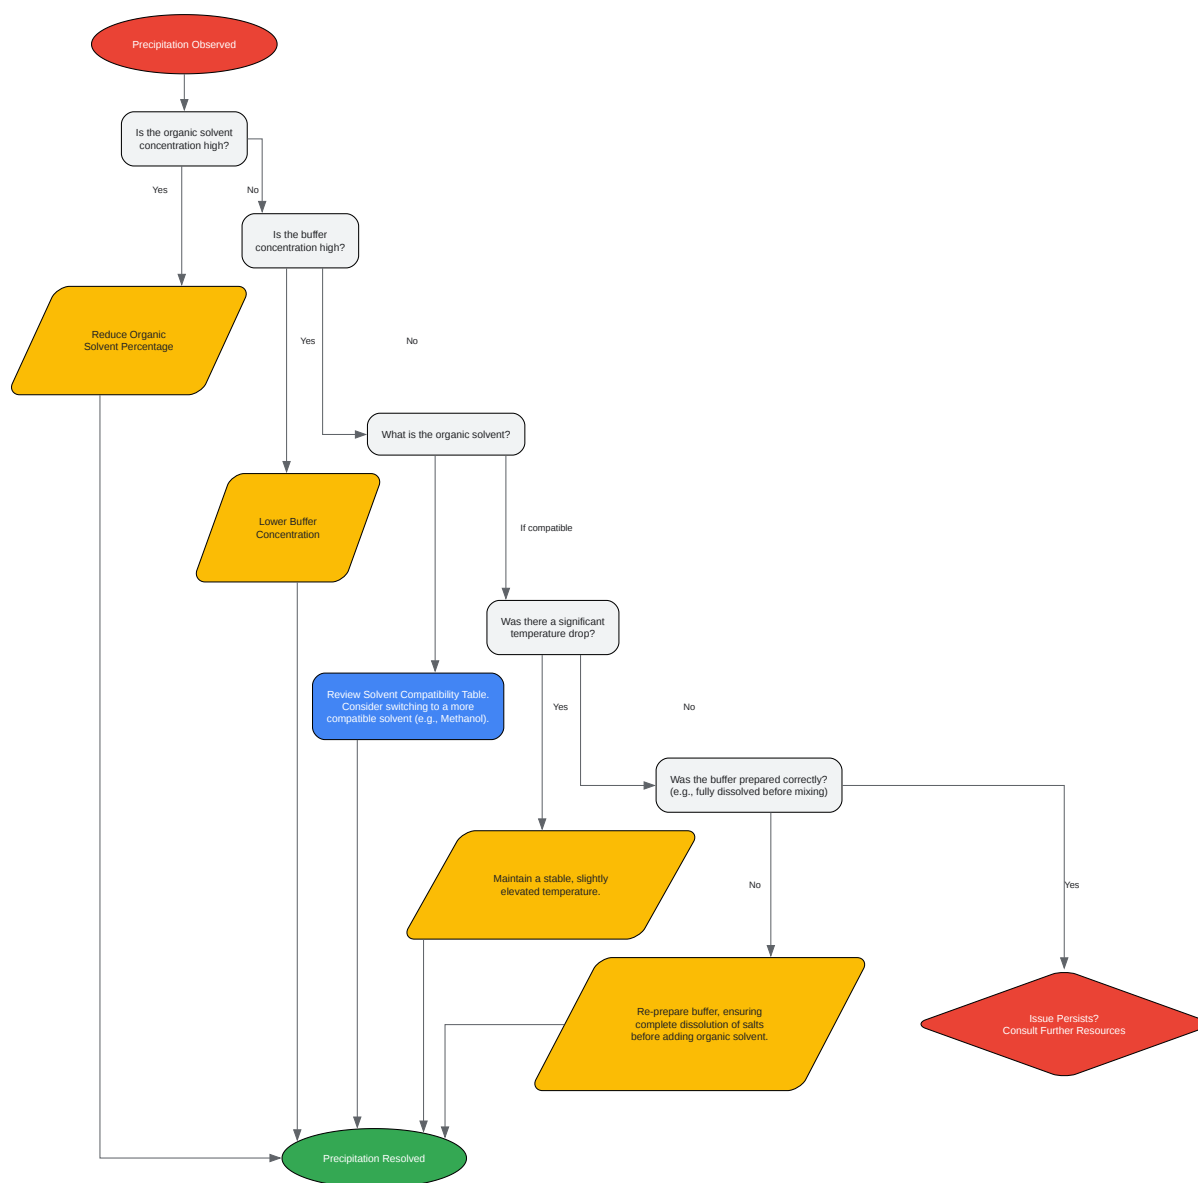 Precipitation Observed
Is the organic solvent
concentration high?
Yes
No
Is the buffer
concentration high?
Reduce Organic
Solvent Percentage
Yes
No
What is the organic solvent?
Lower Buffer
Concentration
If compatible
Was there a significant
temperature drop?
Review Solvent Compatibility Table.
Consider switching to a more
compatible solvent (e.g., Methanol).
Yes
No
Was the buffer prepared correctly?
(e.g., fully dissolved before mixing)
Maintain a stable, slightly
elevated temperature.
No
Yes
Re-prepare buffer, ensuring
complete dissolution of salts
before adding organic solvent.
Issue Persists?
Consult Further Resources
Precipitation Resolved